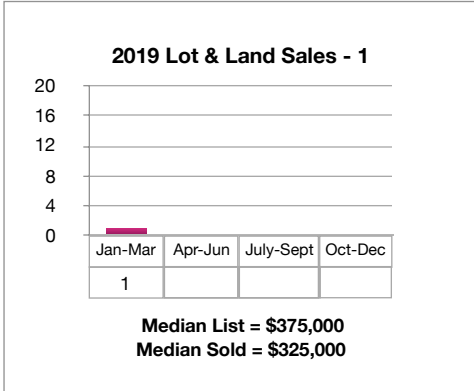 2019 Lot & Land Sales - 1
20
16
12
8
4
0
Jan-Mar Apr-Jun July-Sept Oct-Dec
1
Median List = $375,000
Median Sold = $325,000